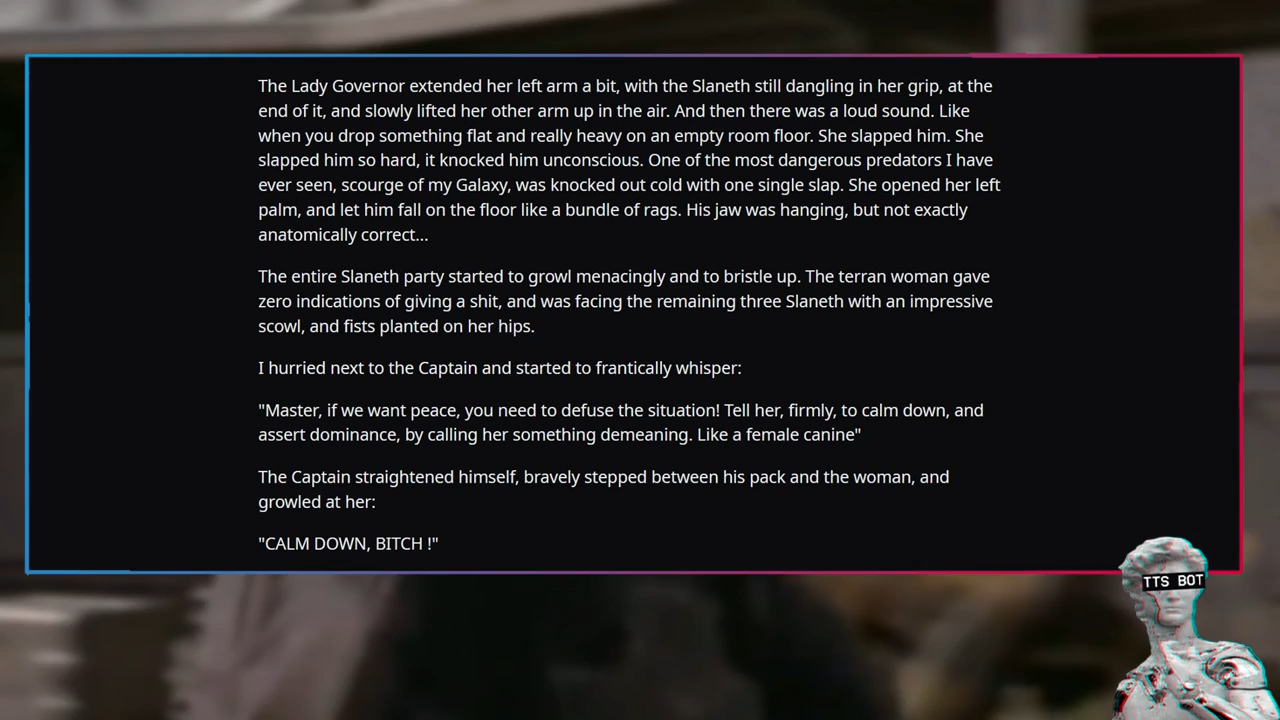 The Lady Governor extended her left arm a bit, with the Slaneth still dangling in her grip, at the
end of it, and slowly lifted her other arm up in the air. And then there was a loud sound. Like
when you drop something flat and really heavy on an empty room floor. She slapped him. She
slapped him so hard, it knocked him unconscious. One of the most dangerous predators I have
ever seen, scourge of my Galaxy, was knocked out cold with one single slap. She opened her left
palm, and let him fall on the floor like a bundle of rags. His jaw was hanging, but not exactly
anatomically correct...
The entire Slaneth party started to growl menacingly and to bristle up. The terran woman gave
zero indications of giving a shit, and was facing the remaining three Slaneth with an impressive
scowl, and fists planted on her hips.
I hurried next to the Captain and started to frantically whisper:
"Master, if we want peace, you need to defuse the situation! Tell her, firmly, to calm down, and
assert dominance, by calling her something demeaning. Like a female canine"
The Captain straightened himself, bravely stepped between his pack and the woman, and
growled at her:
"CALM DOWN, BITCH !"
TTS BOT